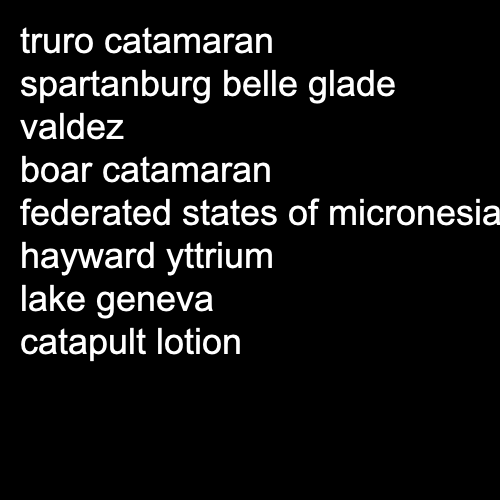 truro catamaran
spartanburg belle glade
valdez
boar catamaran
federated states of micronesia
hayward yttrium
lake geneva
catapult lotion